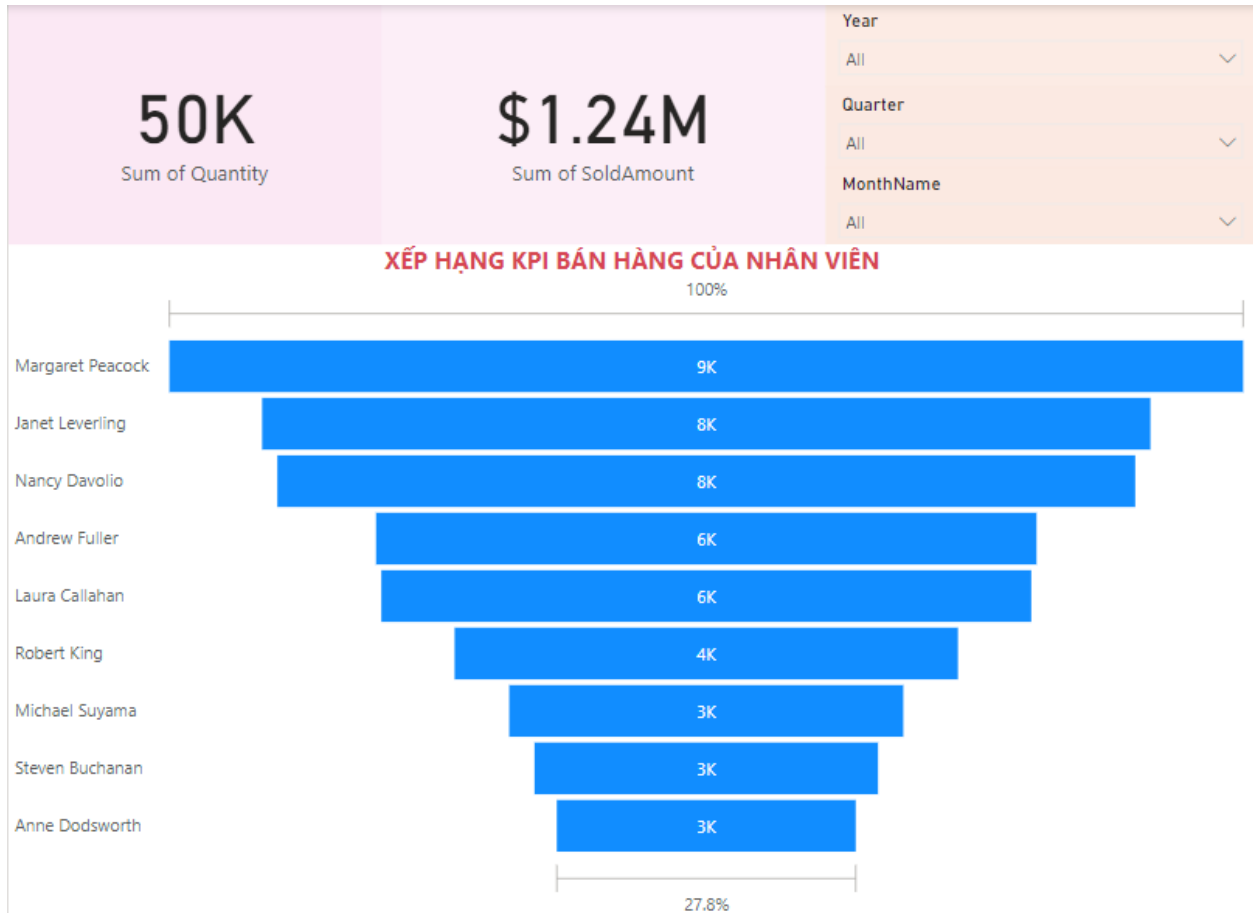 50K
Sum of Quantity
$1.24M
Sum of SoldAmount
Year
All
Quarter
All
MonthName
All
XẾP HẠNG KPI BÁN HÀNG CỦA NHÂN VIÊN
100%
Margaret Peacock 9K
Janet Leverling 8K
Nancy Davolio 8K
Andrew Fuller 6K
Laura Callahan 6K
Robert King 4K
Michael Suyama 3K
Steven Buchanan 3K
Anne Dodsworth 3K
27.8%